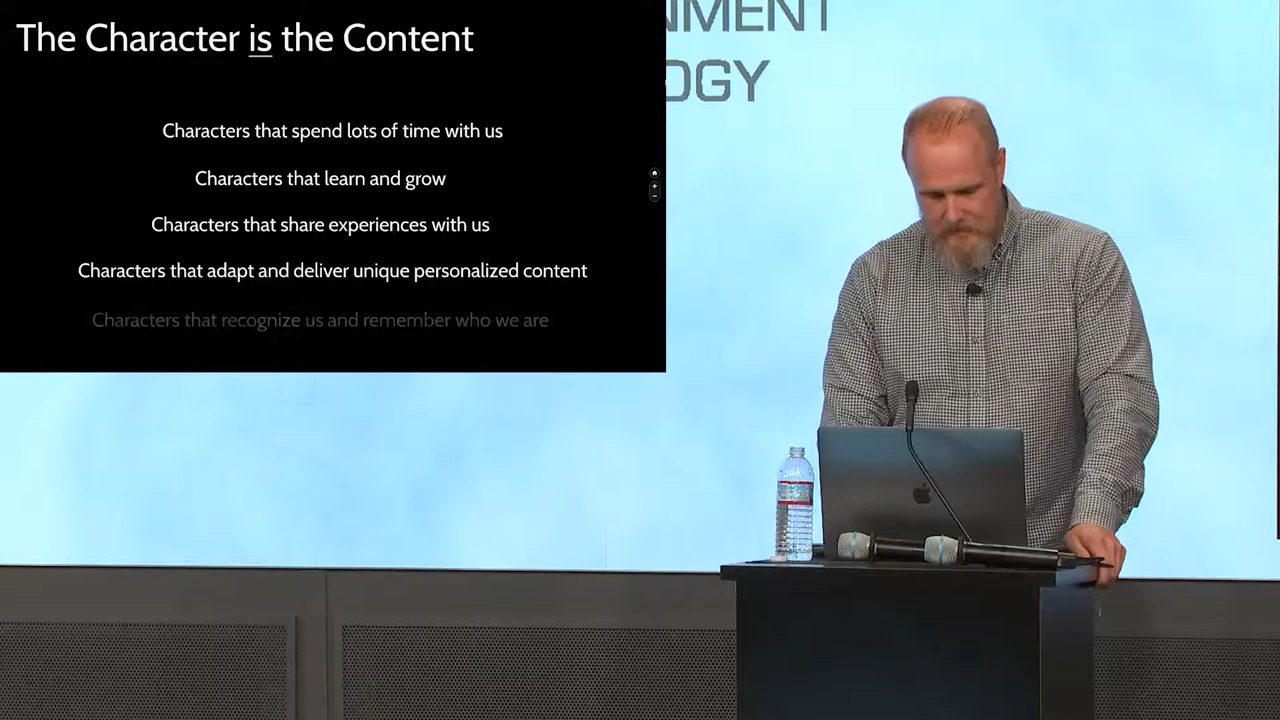 The Character is the Content
Characters that spend lots of time with us
Characters that learn and grow
Characters that share experiences with us
Characters that adapt and deliver unique personalized content
Characters that recognize us and remember who we are